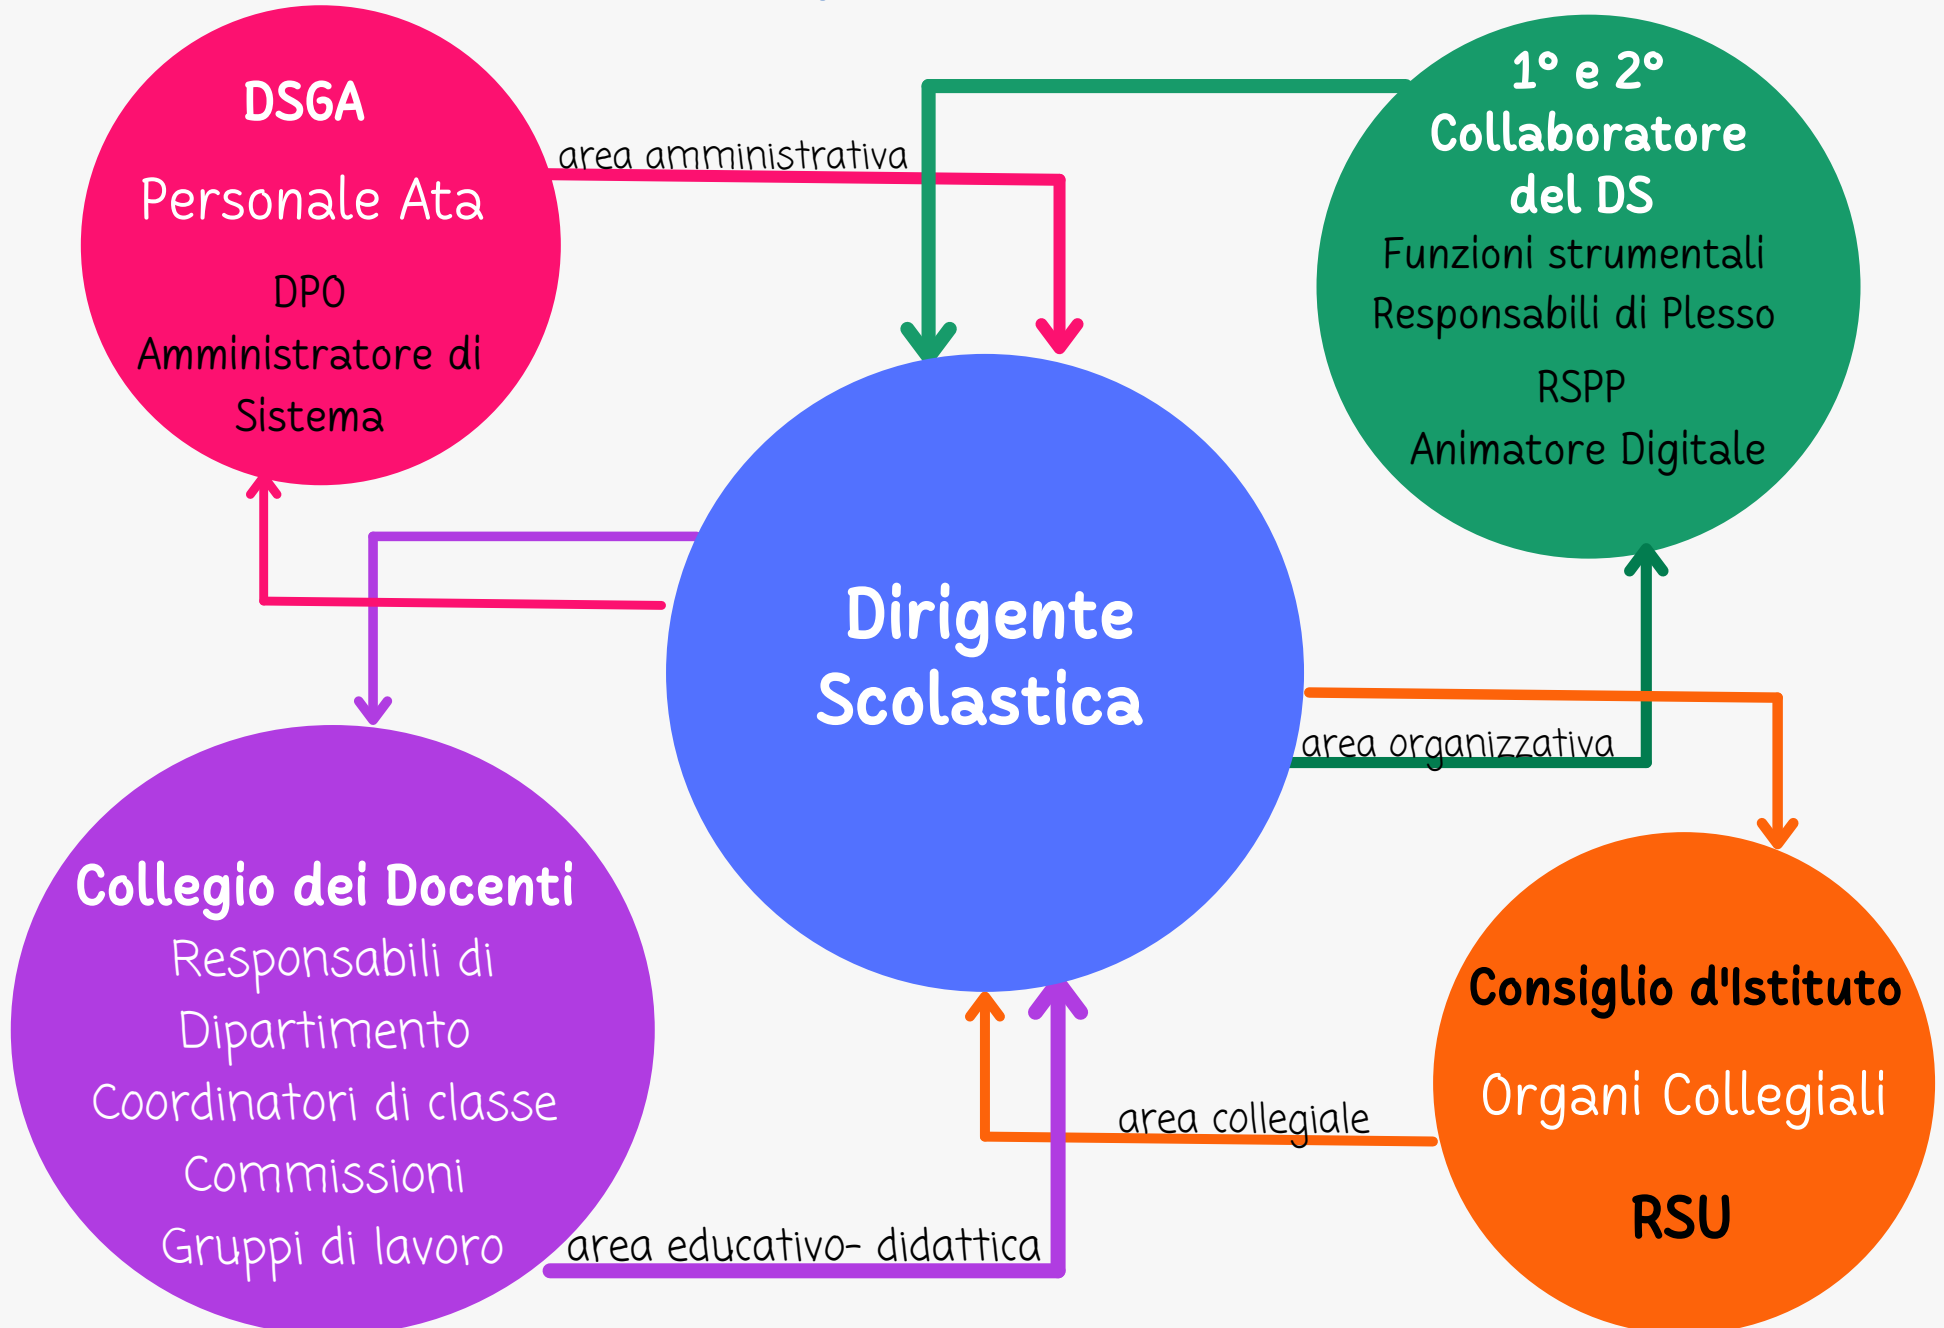 DSGA
Personale Ata
DPO
Amministratore di
Sistema
area amministrativa
1° e 2°
Collaboratore
del DS
Funzioni strumentali
Responsabili di Plesso
RSPP
Animatore Digitale
Dirigente
Scolastica
area organizzativa
Collegio dei Docenti
Responsabili di
Dipartimento
Coordinatori di classe
Commissioni
Gruppi di lavoro
area educativo- didattica
area collegiale
Consiglio d'Istituto
Organi Collegiali
RSU